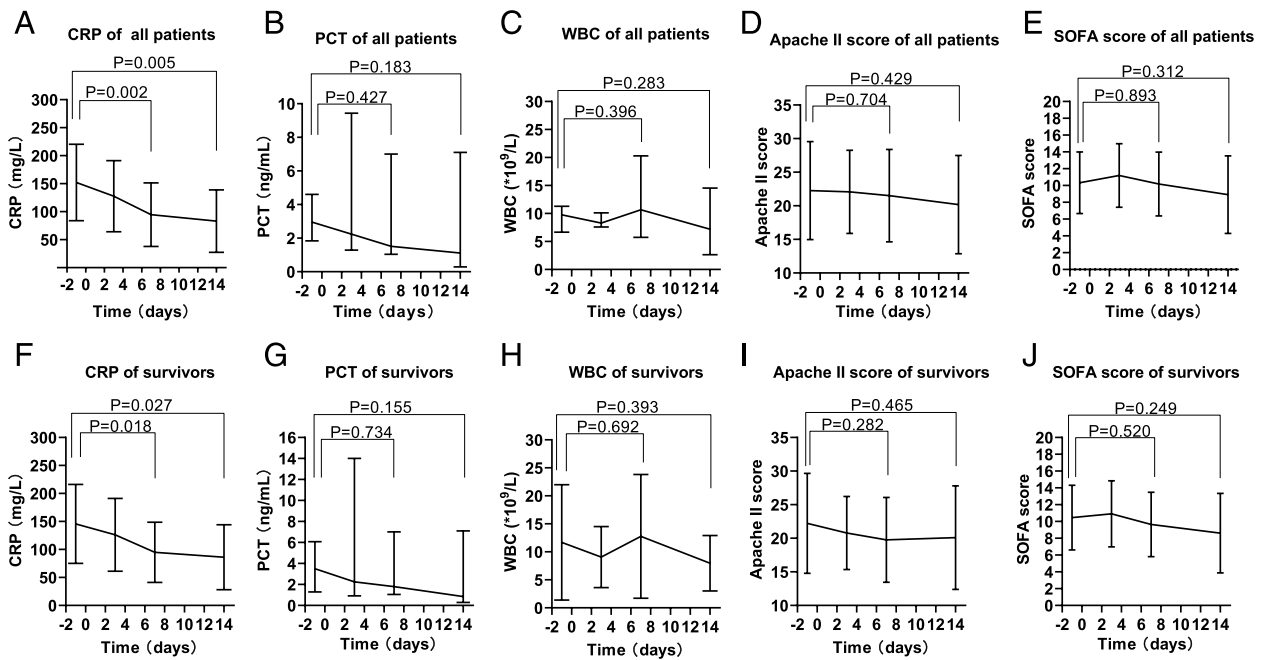 A
CRP of all patients
P=0.005
P=0.002
300
250
200
150
100
50
CRP (mg/L)
-2 0 2 4 6 8 10 12 14
Time (days)
B
PCT of all patients
P=0.183
P=0.427
10
8
6
4
2
0
PCT (ng/mL)
-2 0 2 4 6 8 10 12 14
Time (days)
C
WBC of all patients
P=0.283
P=0.396
30
25
20
15
10
5
0
WBC (*10⁹/L)
-2 0 2 4 6 8 10 12 14
Time (days)
D
Apache II score of all patients
P=0.429
P=0.704
35
30
25
20
15
10
Apache II score
-2 0 2 4 6 8 10 12 14
Time (days)
E
SOFA score of all patients
P=0.312
P=0.893
20
18
16
14
12
10
8
6
4
2
0
SOFA score
-2 0 2 4 6 8 10 12 14
Time (days)
F
CRP of survivors
P=0.027
P=0.018
300
250
200
150
100
50
0
CRP (mg/L)
-2 0 2 4 6 8 10 12 14
Time (days)
G
PCT of survivors
P=0.155
P=0.734
16
14
12
10
8
6
4
2
0
PCT (ng/mL)
-2 0 2 4 6 8 10 12 14
Time (days)
H
WBC of survivors
P=0.393
P=0.692
30
25
20
15
10
5
0
WBC (*10⁹/L)
-2 0 2 4 6 8 10 12 14
Time (days)
I
Apache II score of survivors
P=0.465
P=0.282
35
30
25
20
15
10
Apache II score
-2 0 2 4 6 8 10 12 14
Time (days)
J
SOFA score of survivors
P=0.249
P=0.520
20
18
16
14
12
10
8
6
4
2
0
SOFA score
-2 0 2 4 6 8 10 12 14
Time (days)